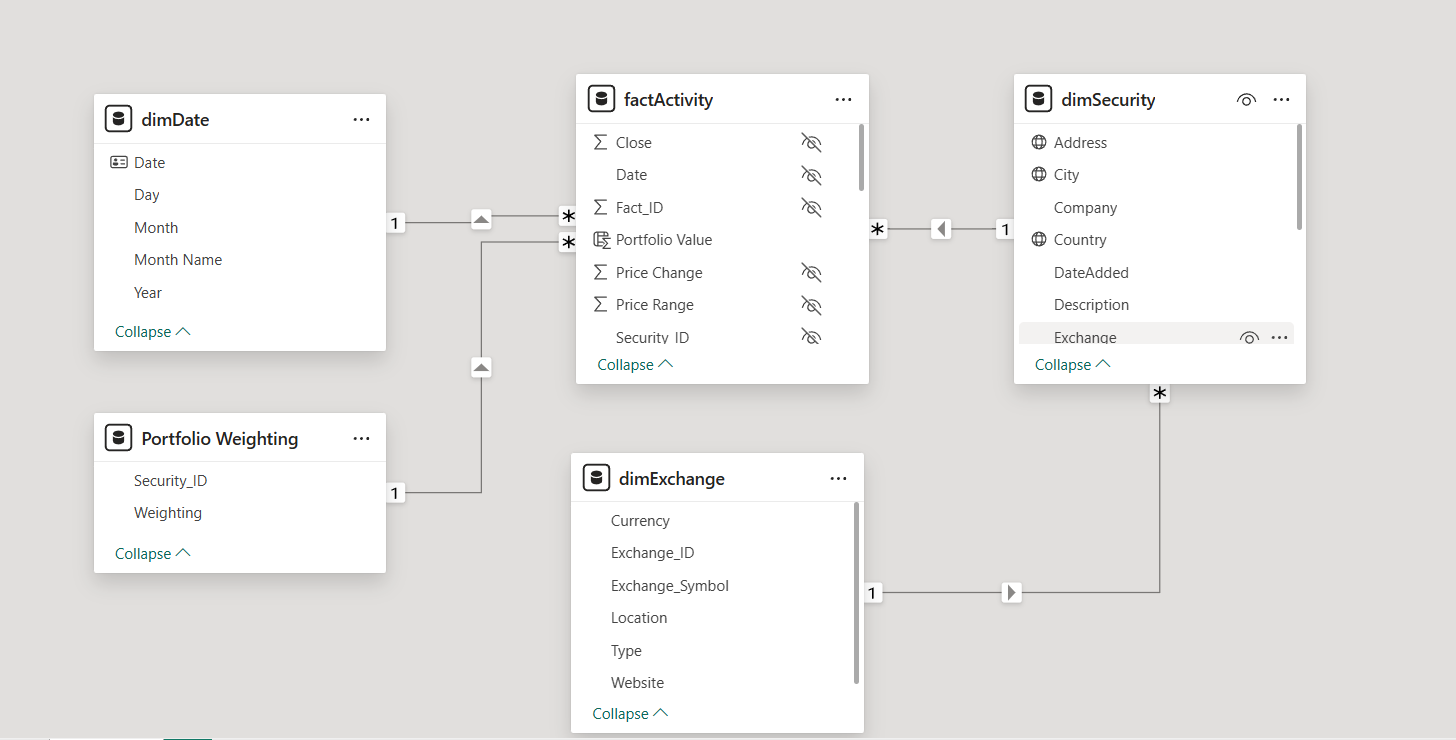 dimDate
Date
Day
Month
Month Name
Year
Collapse
1
*
Portfolio Weighting
Security_ID
Weighting
Collapse
1
*
factActivity
Close
Date
Fact_ID
Portfolio Value
Price Change
Price Range
Security_ID
Collapse
*
1
dimSecurity
Address
City
Company
Country
DateAdded
Description
Exchange
Collapse
*
dimExchange
Currency
Exchange_ID
Exchange_Symbol
Location
Type
Website
Collapse
1